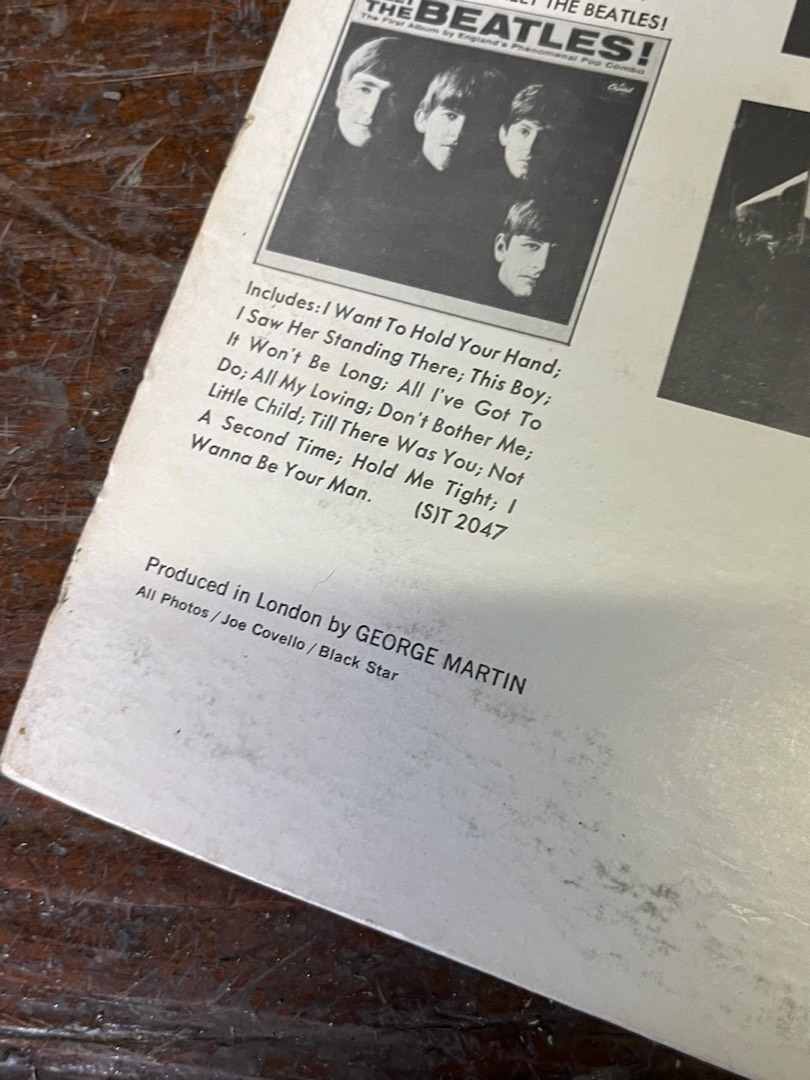 THE BEATLES!
THE BEATLES!
The First Album by England's Phenomenal Pop Combo
Capitol
Includes: I Want To Hold Your Hand;
I Saw Her Standing There; This Boy;
It Won't Be Long; All I've Got To
Do; All My Loving; Don't Bother Me;
Little Child; Till There Was You; Not
A Second Time; Hold Me Tight; I
Wanna Be Your Man. (S)T 2047
Produced in London by GEORGE MARTIN
All Photos / Joe Covello / Black Star